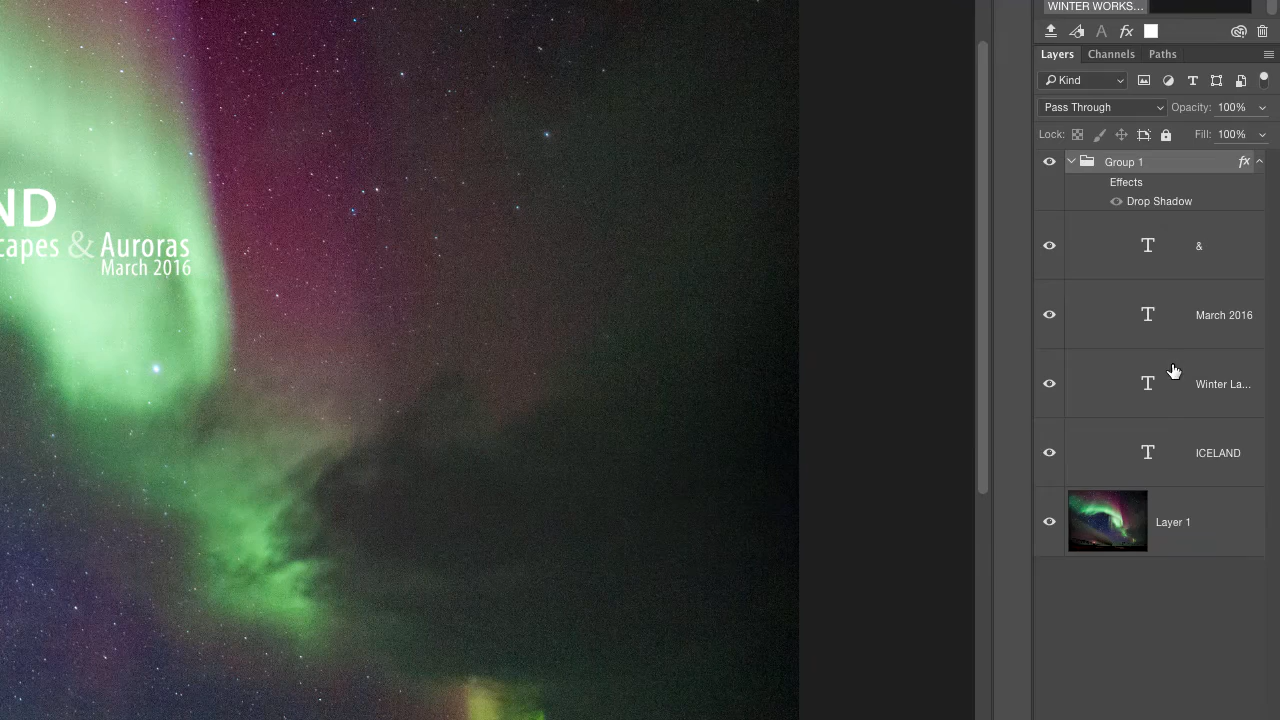 WINTER WORKS...
Layers Channels Paths
Kind
Pass Through Opacity: 100%
Lock: Fill: 100%
Group 1 fx
Effects
Drop Shadow
T &
T March 2016
T Winter La...
T ICELAND
Layer 1
ND
capes & Auroras
March 2016